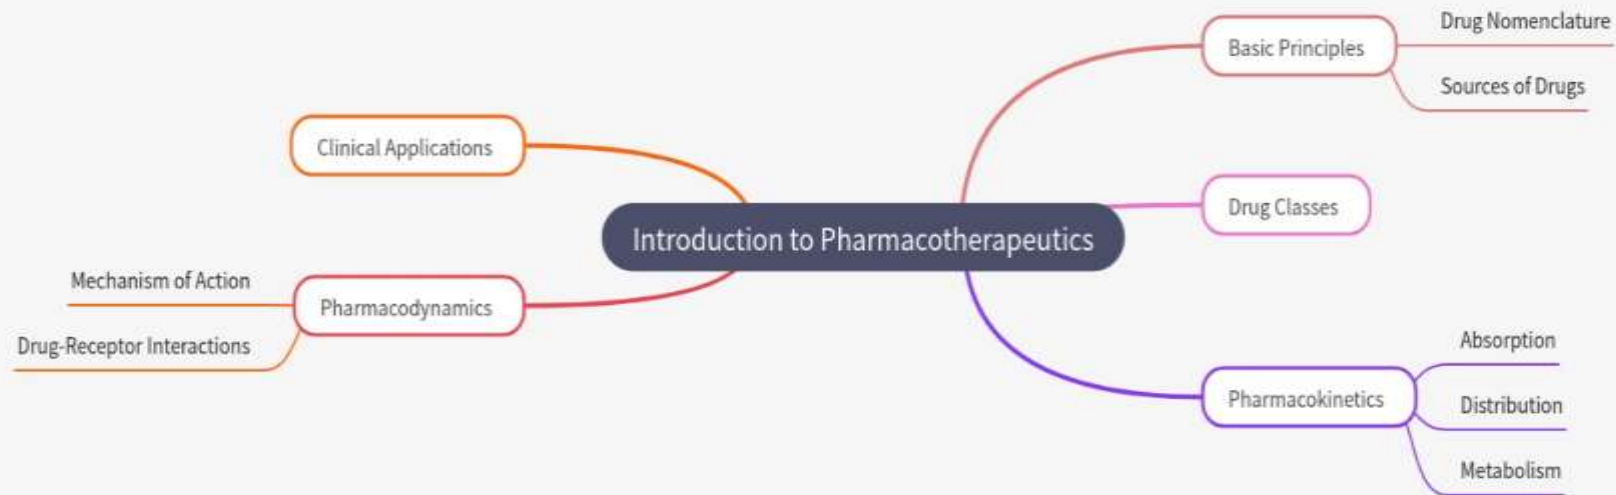 Introduction to Pharmacotherapeutics
Basic Principles
Drug Nomenclature
Sources of Drugs
Drug Classes
Pharmacokinetics
Absorption
Distribution
Metabolism
Clinical Applications
Pharmacodynamics
Mechanism of Action
Drug-Receptor Interactions